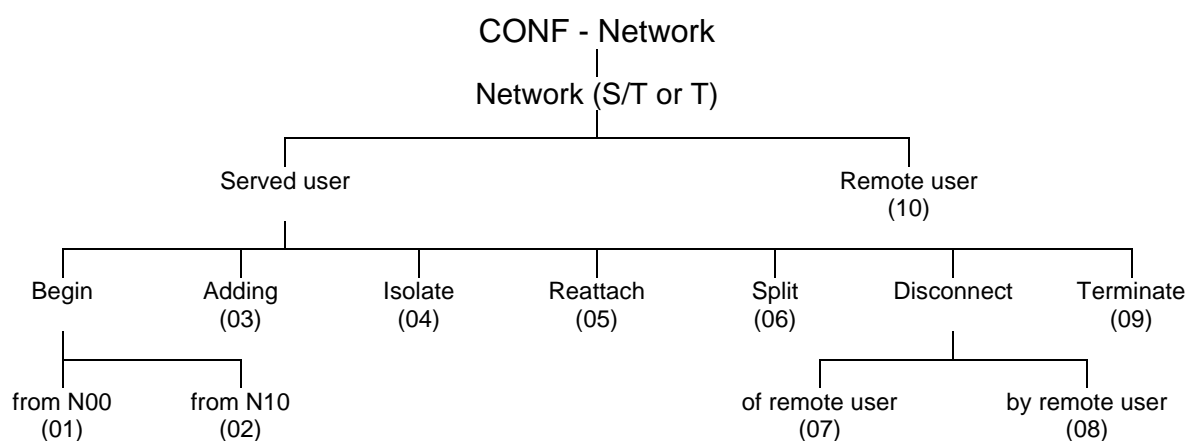 CONF - Network
Network (S/T or T)
Served user
Remote user
(10)
Begin
Adding
(03)
Isolate
(04)
Reattach
(05)
Split
(06)
Disconnect
Terminate
(09)
from N00
(01)
from N10
(02)
of remote user
(07)
by remote user
(08)